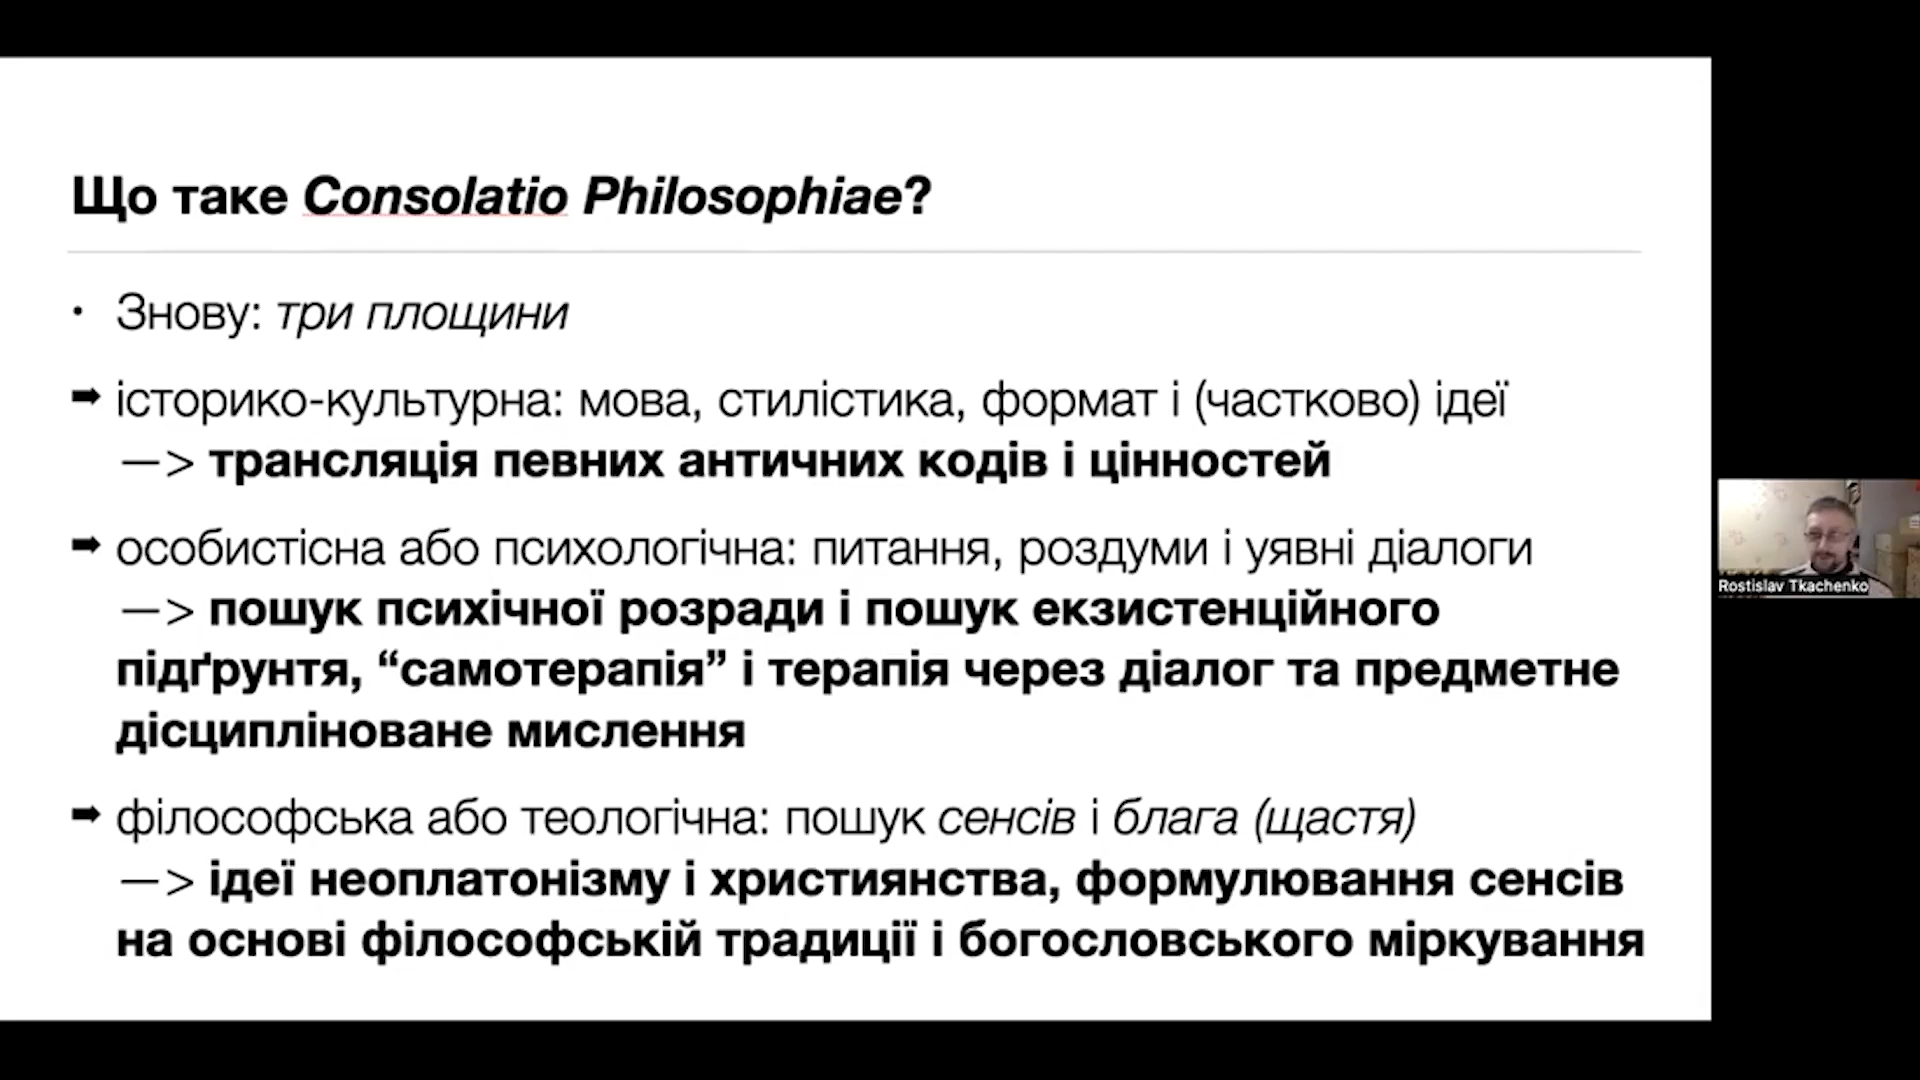 Що таке Consolatio Philosophiae?
• Знову: три площини
➡ історико-культурна: мова, стилістика, формат і (частково) ідеї
—> трансляція певних античних кодів і цінностей
➡ особистісна або психологічна: питання, роздуми і уявні діалоги
—> пошук психічної розради і пошук екзистенційного
підґрунтя, “самотерапія” і терапія через діалог та предметне
дісципліноване мислення
➡ філософська або теологічна: пошук сенсів і блага (щастя)
—> ідеї неоплатонізму і християнства, формулювання сенсів
на основі філософській традиції і богословського міркування
Rostislav Tkachenko